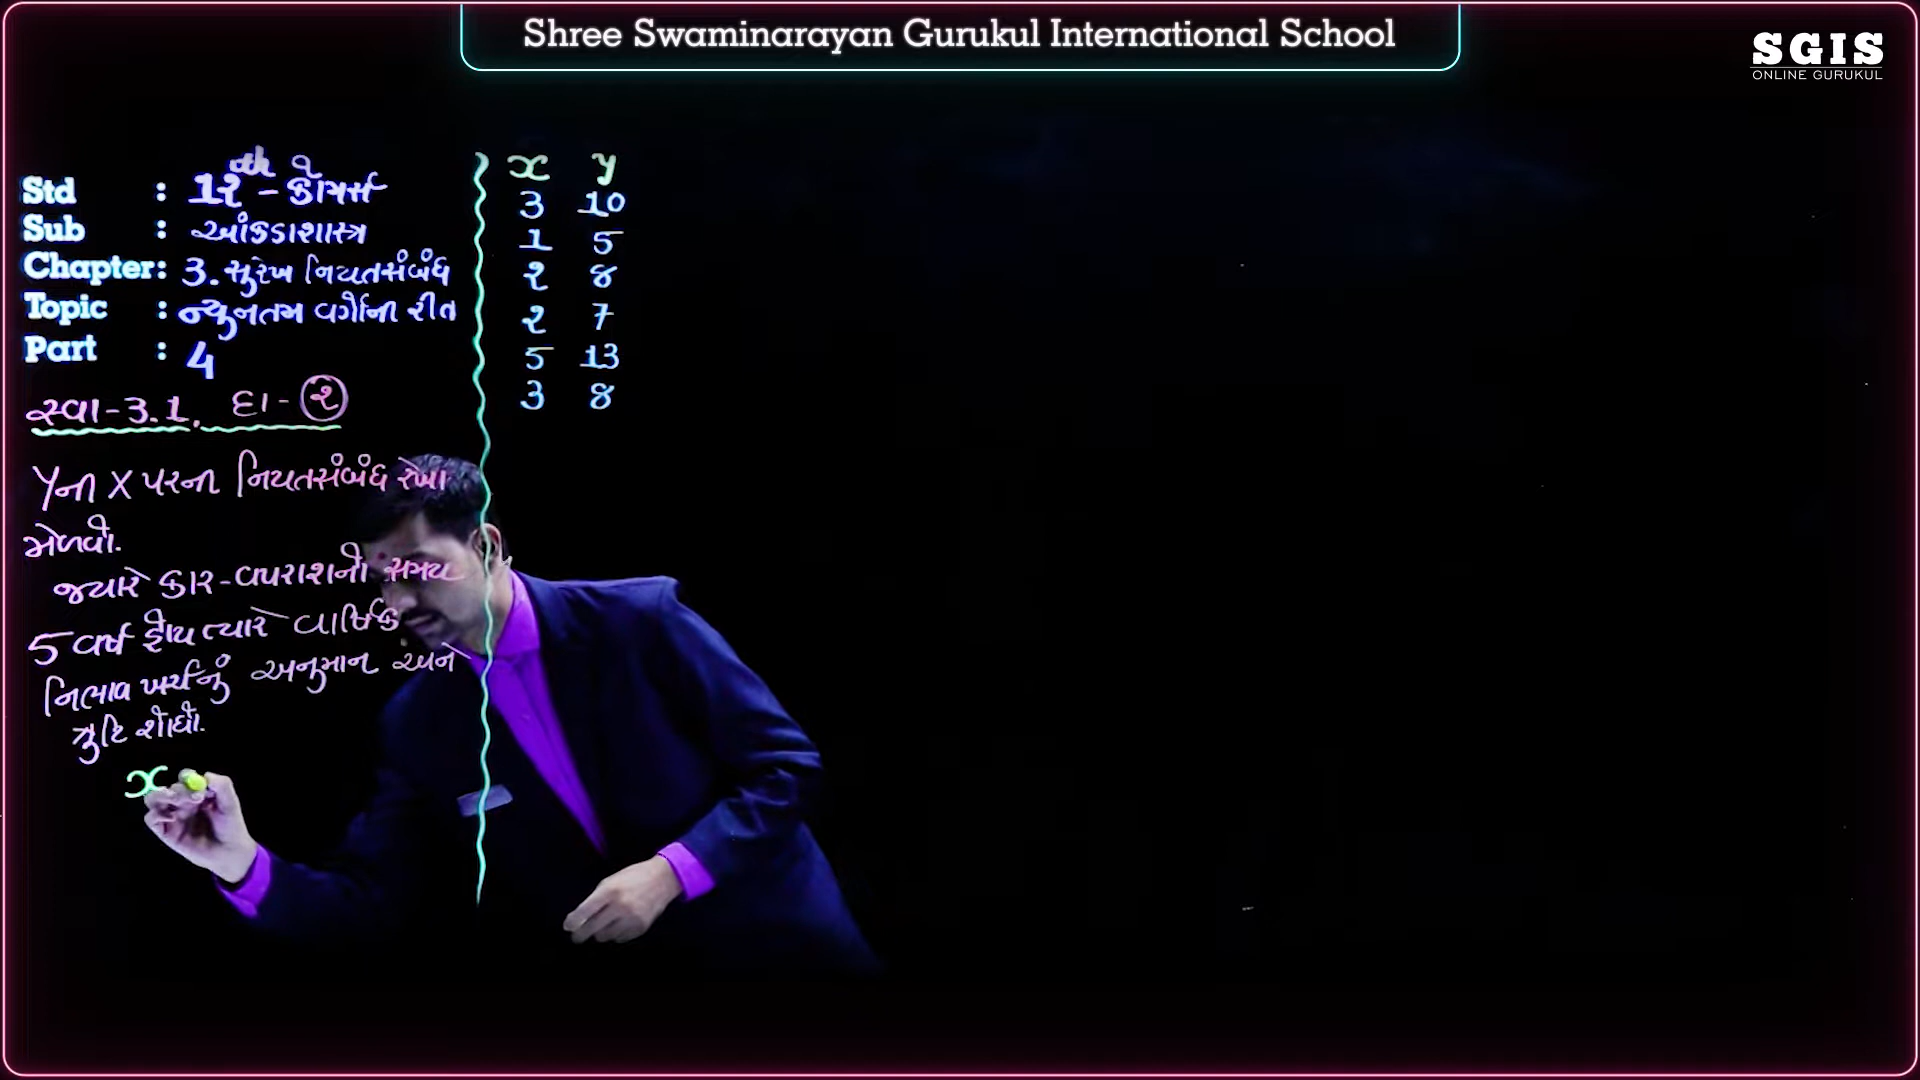 Shree Swaminarayan Gurukul International School
SGIS
ONLINE GURUKUL
Std : 12th - કોમર્સ
Sub : આંકડાશાસ્ત્ર
Chapter : 3. સુરેખ નિયતસંબંધ
Topic : ન્યુનતમ વર્ગોની રીત
Part : 4
સ્વા-3.1. દા-(૨)
Yની X પરની નિયતસંબંધ રેખા
મેળવો.
જ્યારે કાર-વપરાશનો સમય
5 વર્ષ હોય ત્યારે વાર્ષિક
નિભાવ ખર્ચનું અનુમાન અને
ત્રુટિ શોધો.
x
x y
3 10
1 5
2 8
2 7
5 13
3 8